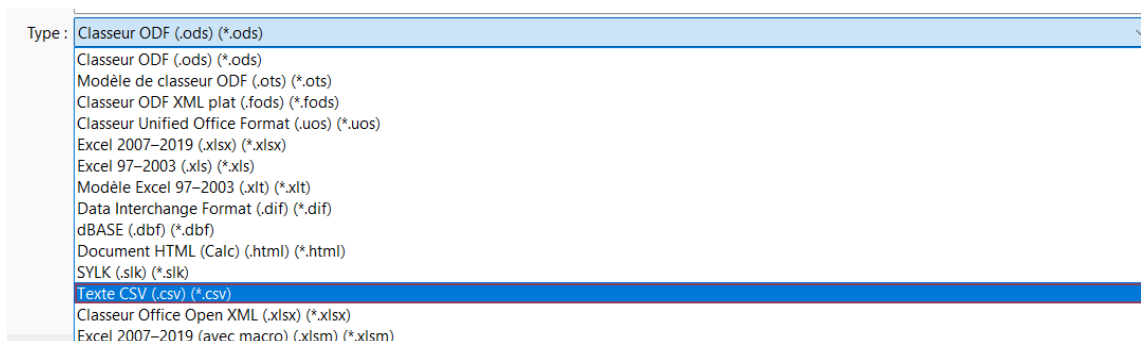 Type : Classeur ODF (.ods) (*.ods)
Classeur ODF (.ods) (*.ods)
Modèle de classeur ODF (.ots) (*.ots)
Classeur ODF XML plat (.fods) (*.fods)
Classeur Unified Office Format (.uos) (*.uos)
Excel 2007–2019 (.xlsx) (*.xlsx)
Excel 97–2003 (.xls) (*.xls)
Modèle Excel 97–2003 (.xlt) (*.xlt)
Data Interchange Format (.dif) (*.dif)
dBASE (.dbf) (*.dbf)
Document HTML (Calc) (.html) (*.html)
SYLK (.slk) (*.slk)
Texte CSV (.csv) (*.csv)
Classeur Office Open XML (.xlsx) (*.xlsx)
Excel 2007–2019 (avec macro) (.xlsm) (*.xlsm)